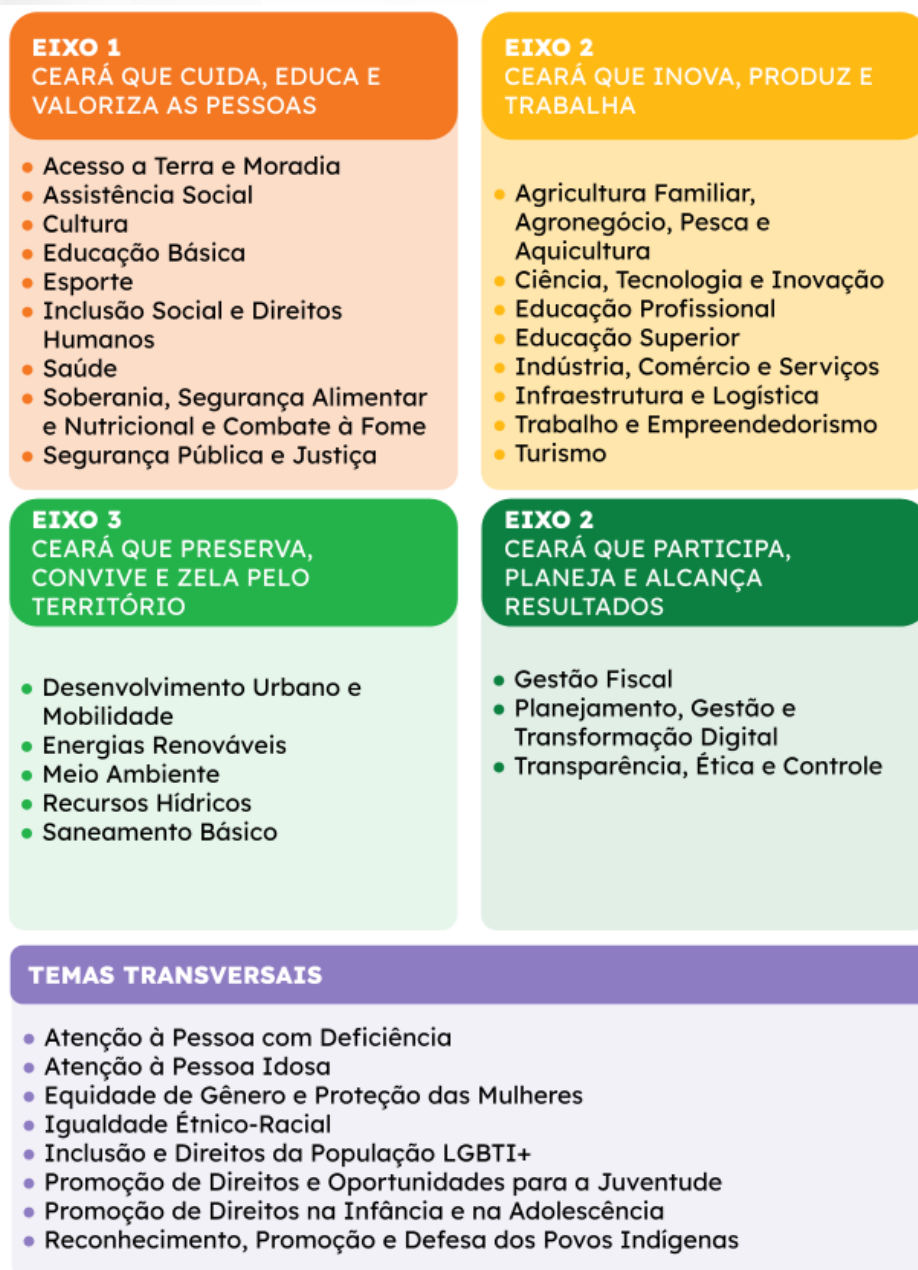 EIXO 1
CEARÁ QUE CUIDA, EDUCA E
VALORIZA AS PESSOAS
• Acesso a Terra e Moradia
• Assistência Social
• Cultura
• Educação Básica
• Esporte
• Inclusão Social e Direitos
Humanos
• Saúde
• Soberania, Segurança Alimentar
e Nutricional e Combate à Fome
• Segurança Pública e Justiça
EIXO 2
CEARÁ QUE INOVA, PRODUZ E
TRABALHA
• Agricultura Familiar,
Agronegócio, Pesca e
Aquicultura
• Ciência, Tecnologia e Inovação
• Educação Profissional
• Educação Superior
• Indústria, Comércio e Serviços
• Infraestrutura e Logística
• Trabalho e Empreendedorismo
• Turismo
EIXO 3
CEARÁ QUE PRESERVA,
CONVIVE E ZELA PELO
TERRITÓRIO
• Desenvolvimento Urbano e
Mobilidade
• Energias Renováveis
• Meio Ambiente
• Recursos Hídricos
• Saneamento Básico
EIXO 2
CEARÁ QUE PARTICIPA,
PLANEJA E ALCANÇA
RESULTADOS
• Gestão Fiscal
• Planejamento, Gestão e
Transformação Digital
• Transparência, Ética e Controle
TEMAS TRANSVERSAIS
• Atenção à Pessoa com Deficiência
• Atenção à Pessoa Idosa
• Equidade de Gênero e Proteção das Mulheres
• Igualdade Étnico-Racial
• Inclusão e Direitos da População LGBTI+
• Promoção de Direitos e Oportunidades para a Juventude
• Promoção de Direitos na Infância e na Adolescência
• Reconhecimento, Promoção e Defesa dos Povos Indígenas